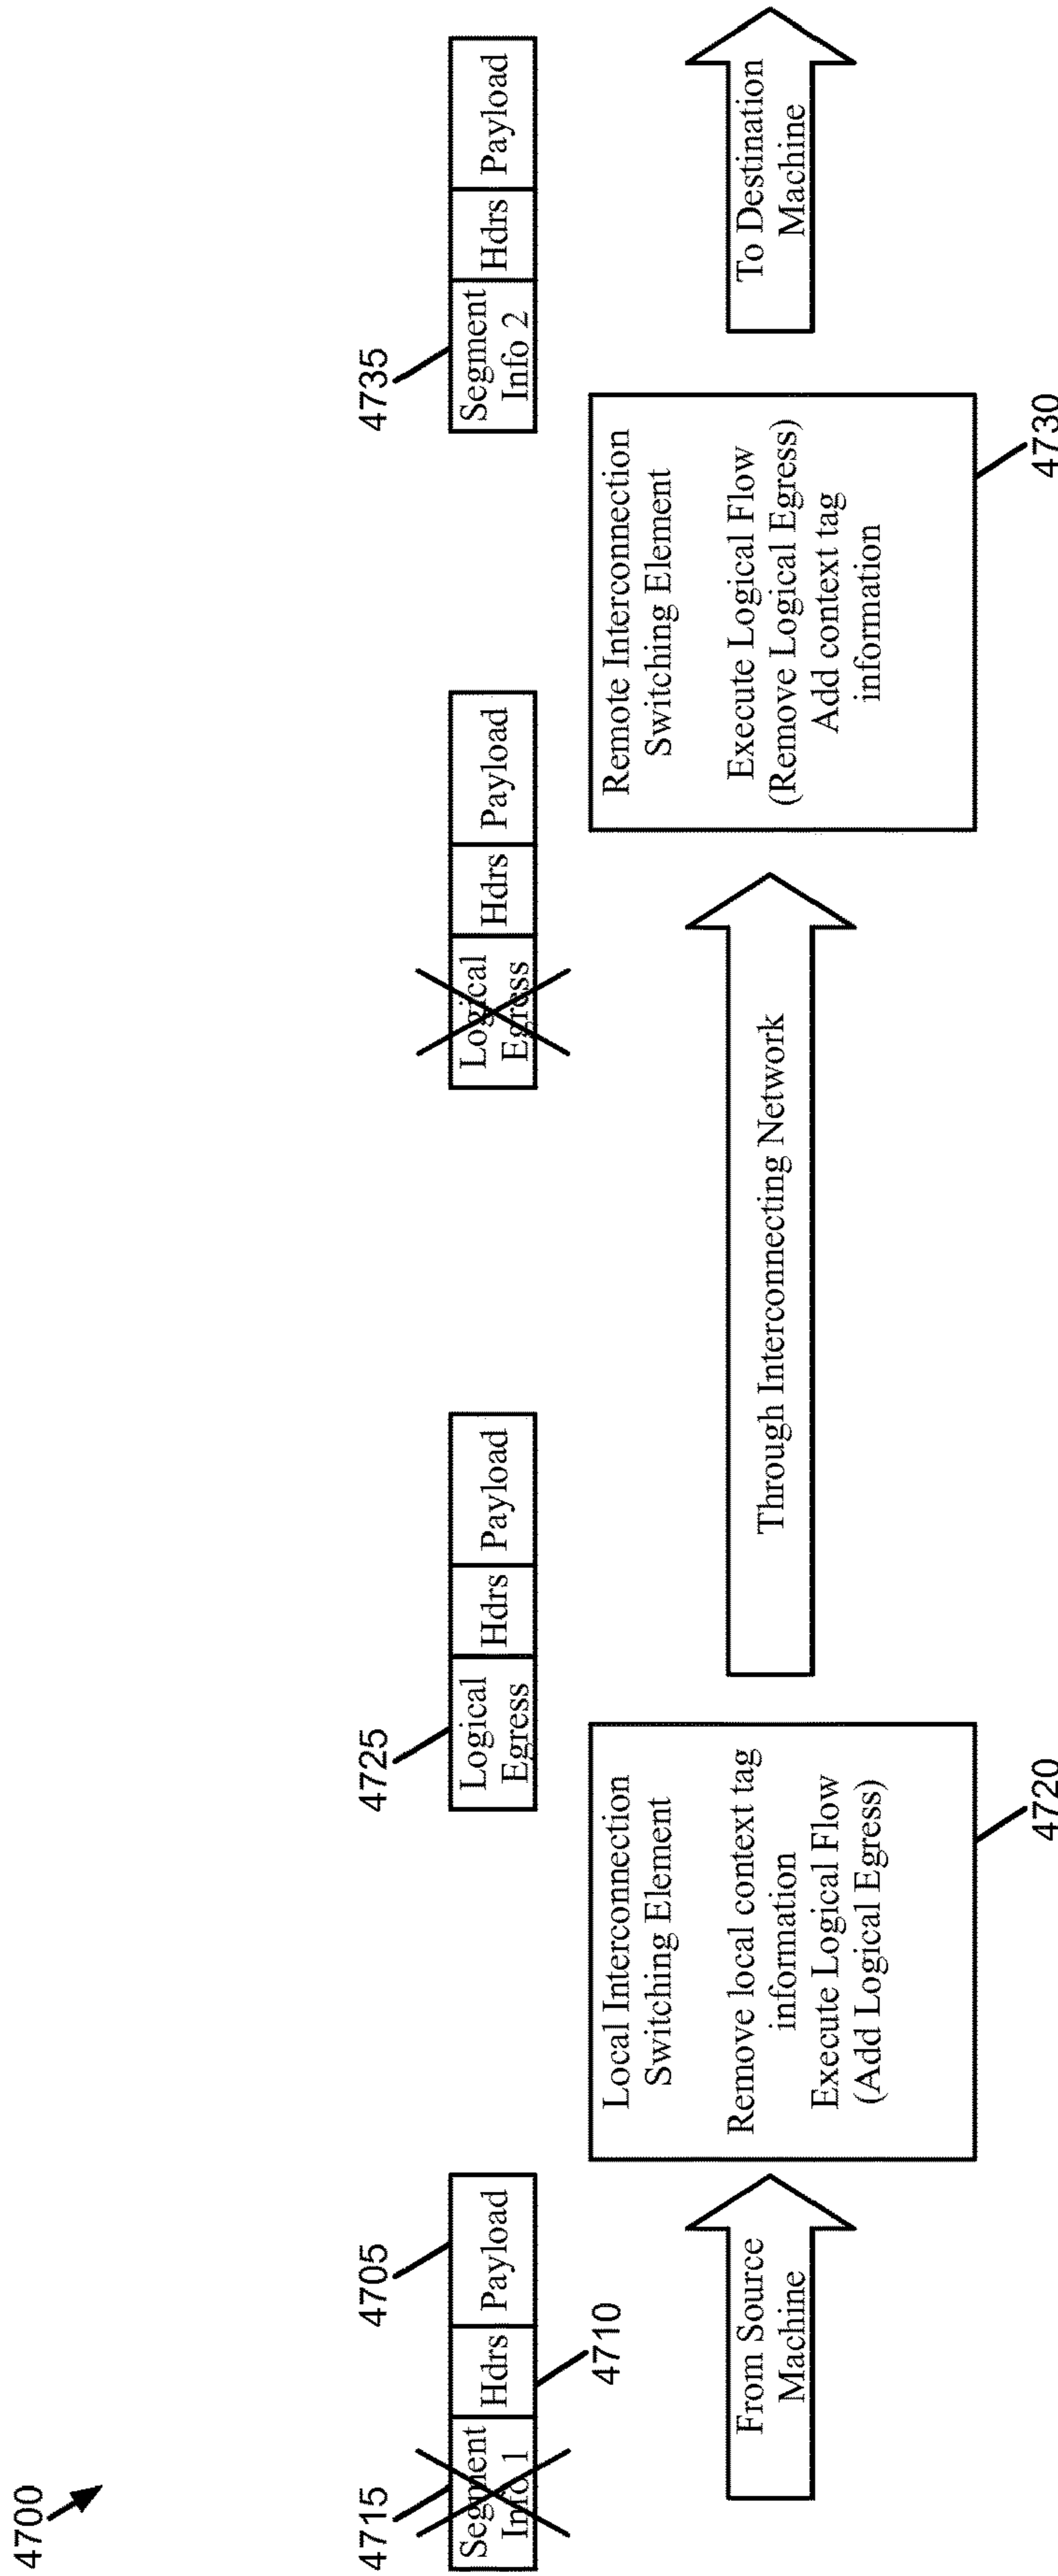 4700
4715
4705
4710
Segment
Info 1
Hdrs
Payload
4725
Logical
Egress
Hdrs
Payload
Logical
Egress
Hdrs
Payload
4735
Segment
Info 2
Hdrs
Payload
From Source
Machine
Local Interconnection
Switching Element
Remove local context tag
information
Execute Logical Flow
(Add Logical Egress)
4720
Through Interconnecting Network
Remote Interconnection
Switching Element
Execute Logical Flow
(Remove Logical Egress)
Add context tag
information
4730
To Destination
Machine